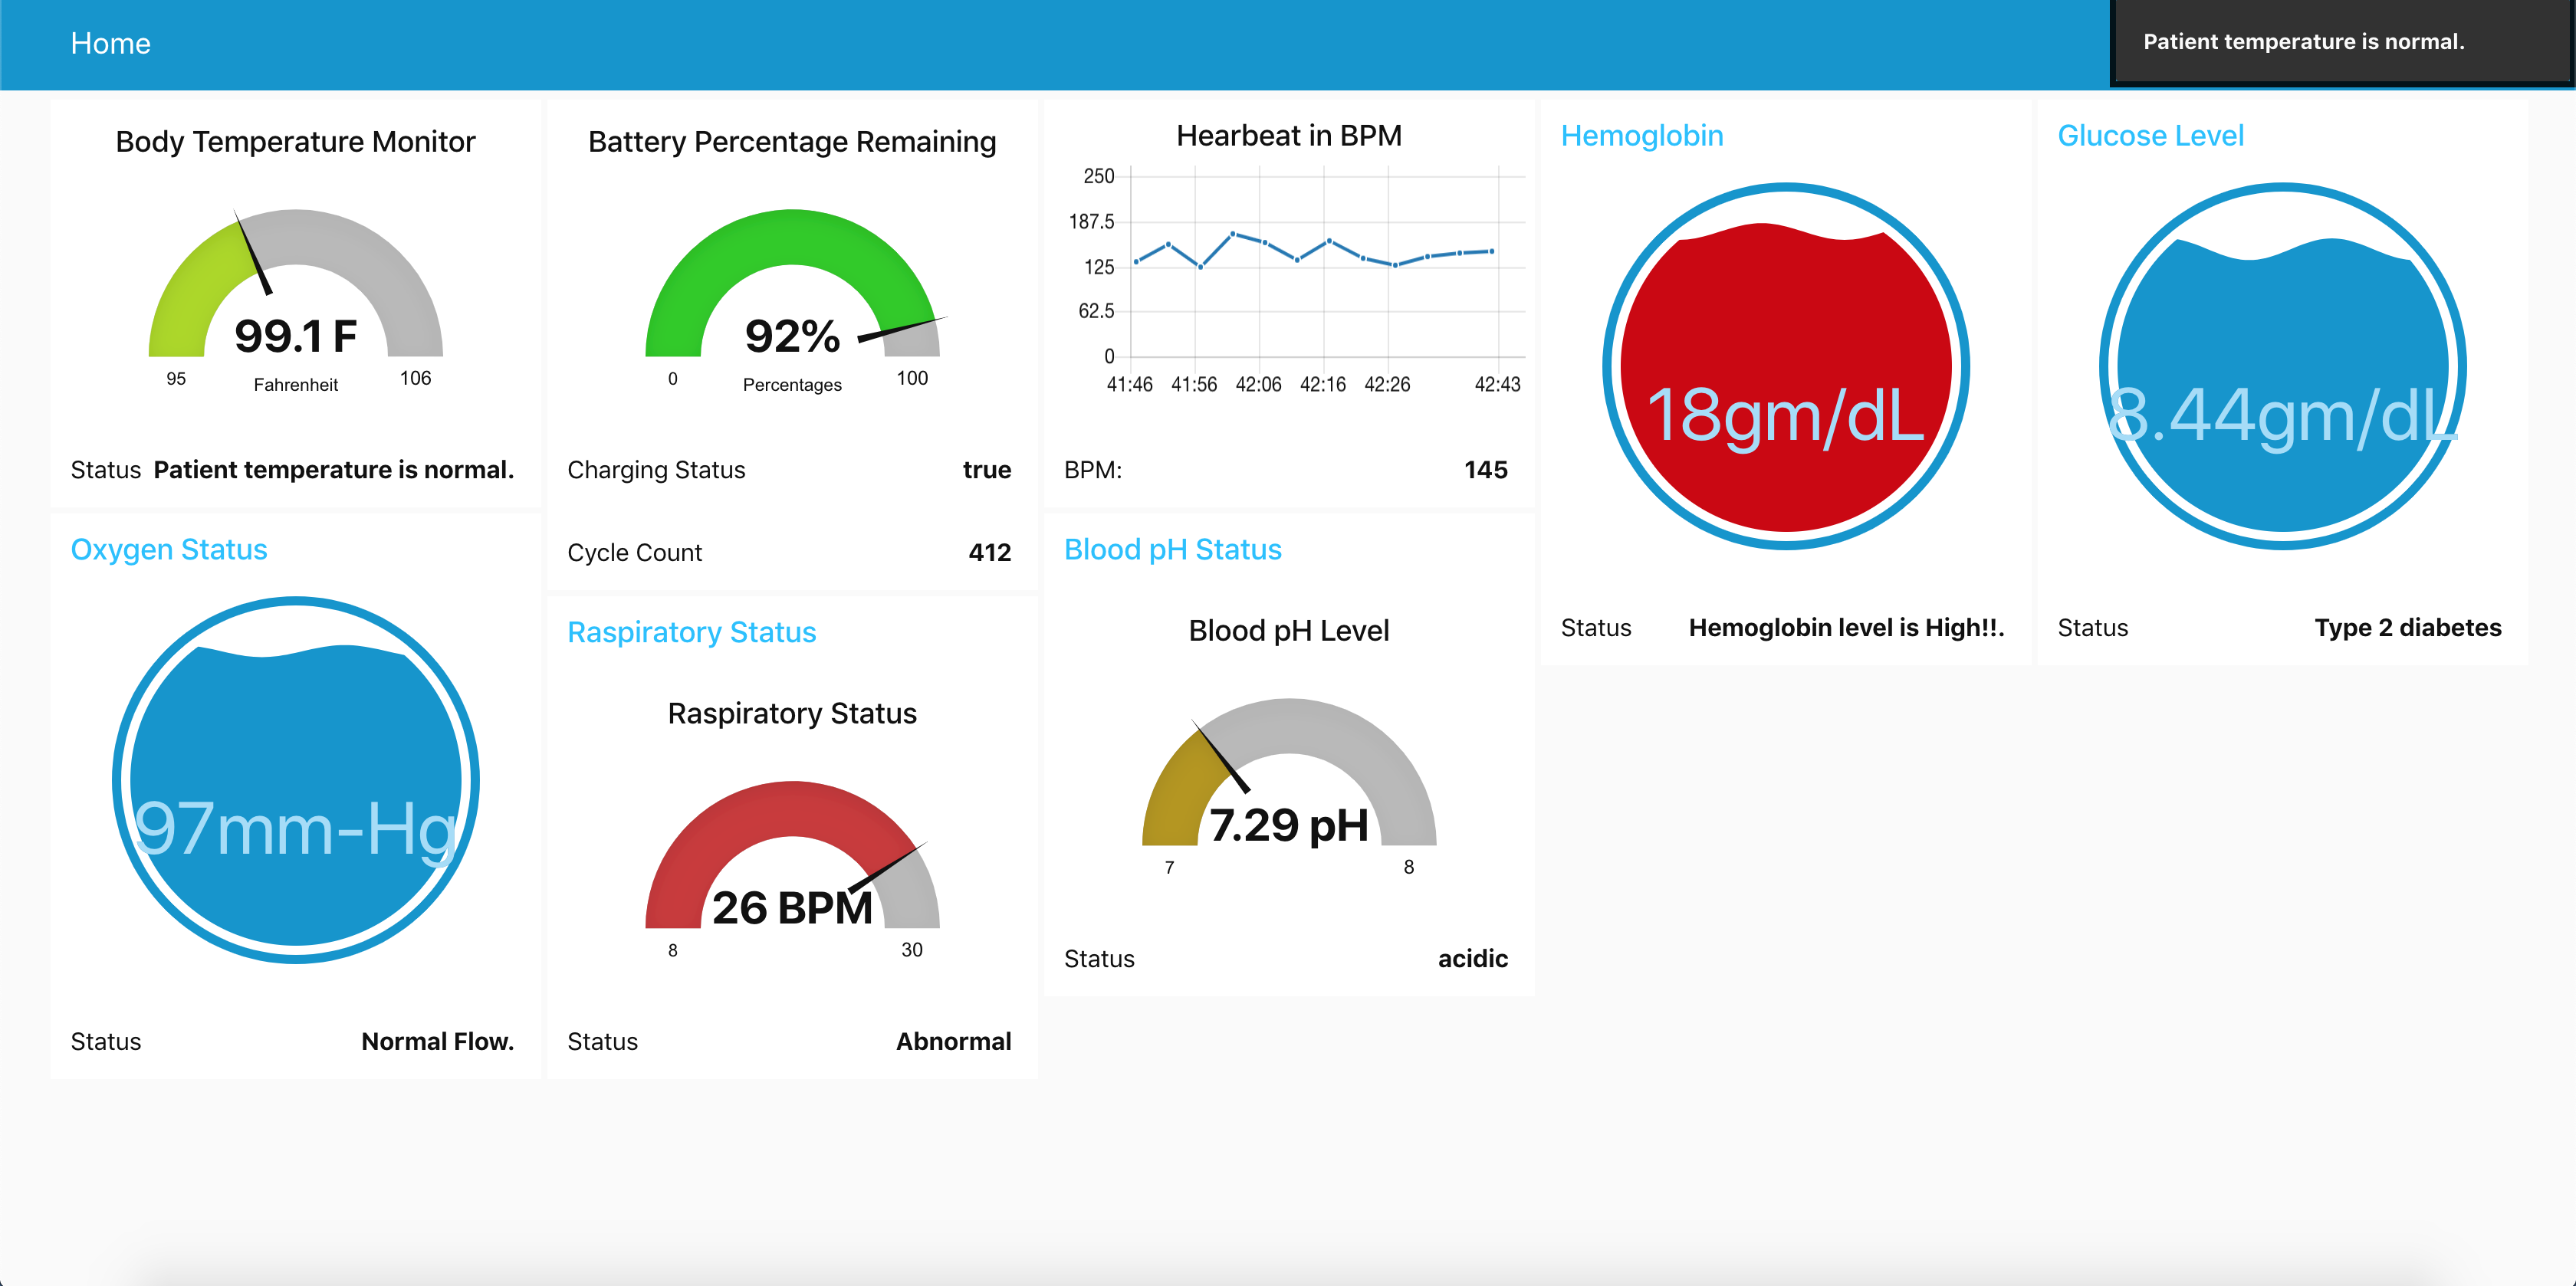 Home
Patient temperature is normal.
Body Temperature Monitor
99.1 F
95
Fahrenheit
106
Status Patient temperature is normal.
Oxygen Status
97mm-Hg
Status Normal Flow.
Battery Percentage Remaining
92%
0
Percentages
100
Charging Status true
Cycle Count 412
Raspiratory Status
Raspiratory Status
26 BPM
8
30
Status Abnormal
Hearbeat in BPM
250
187.5
125
62.5
0
41:46 41:56 42:06 42:16 42:26 42:43
BPM: 145
Blood pH Status
Blood pH Level
7.29 pH
7
8
Status acidic
Hemoglobin
18gm/dL
Status Hemoglobin level is High!!.
Glucose Level
8.44gm/dL
Status Type 2 diabetes